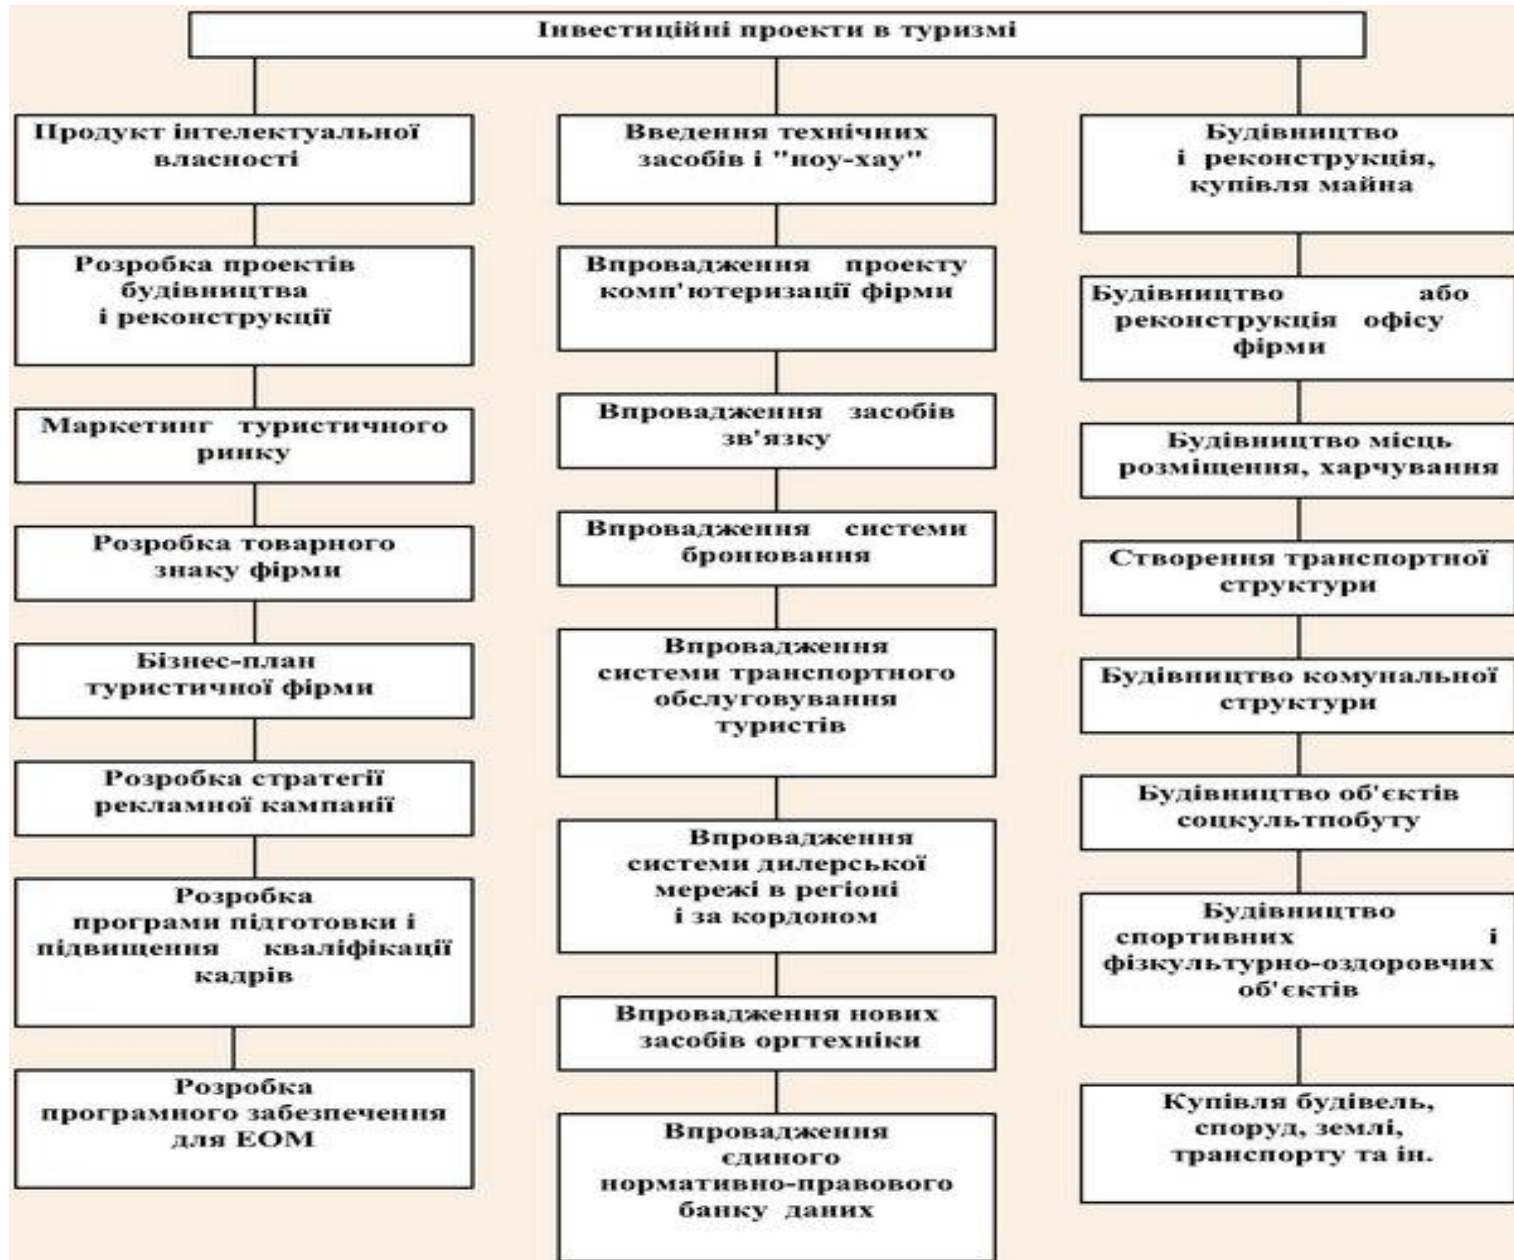 Інвестиційні проекти в туризмі
Продукт інтелектуальної
власності
Розробка проектів
будівництва
і реконструкції
Маркетинг туристичного
ринку
Розробка товарного
знаку фірми
Бізнес-план
туристичної фірми
Розробка стратегії
рекламної кампанії
Розробка
програми підготовки і
підвищення кваліфікації
кадрів
Розробка
програмного забезпечення
для ЕОМ
Введення технічних
засобів і "ноу-хау"
Впровадження проекту
комп'ютеризації фірми
Впровадження засобів
зв'язку
Впровадження системи
бронювання
Впровадження
системи транспортного
обслуговування
туристів
Впровадження
системи дилерської
мережі в регіоні
і за кордоном
Впровадження нових
засобів оргтехніки
Впровадження
єдиного
нормативно-правового
банку даних
Будівництво
і реконструкція,
купівля майна
Будівництво або
реконструкція офісу
фірми
Будівництво місць
розміщення, харчування
Створення транспортної
структури
Будівництво комунальної
структури
Будівництво об'єктів
соцкультпобуту
Будівництво
спортивних і
фізкультурно-оздоровчих
об'єктів
Купівля будівель,
споруд, землі,
транспорту та ін.